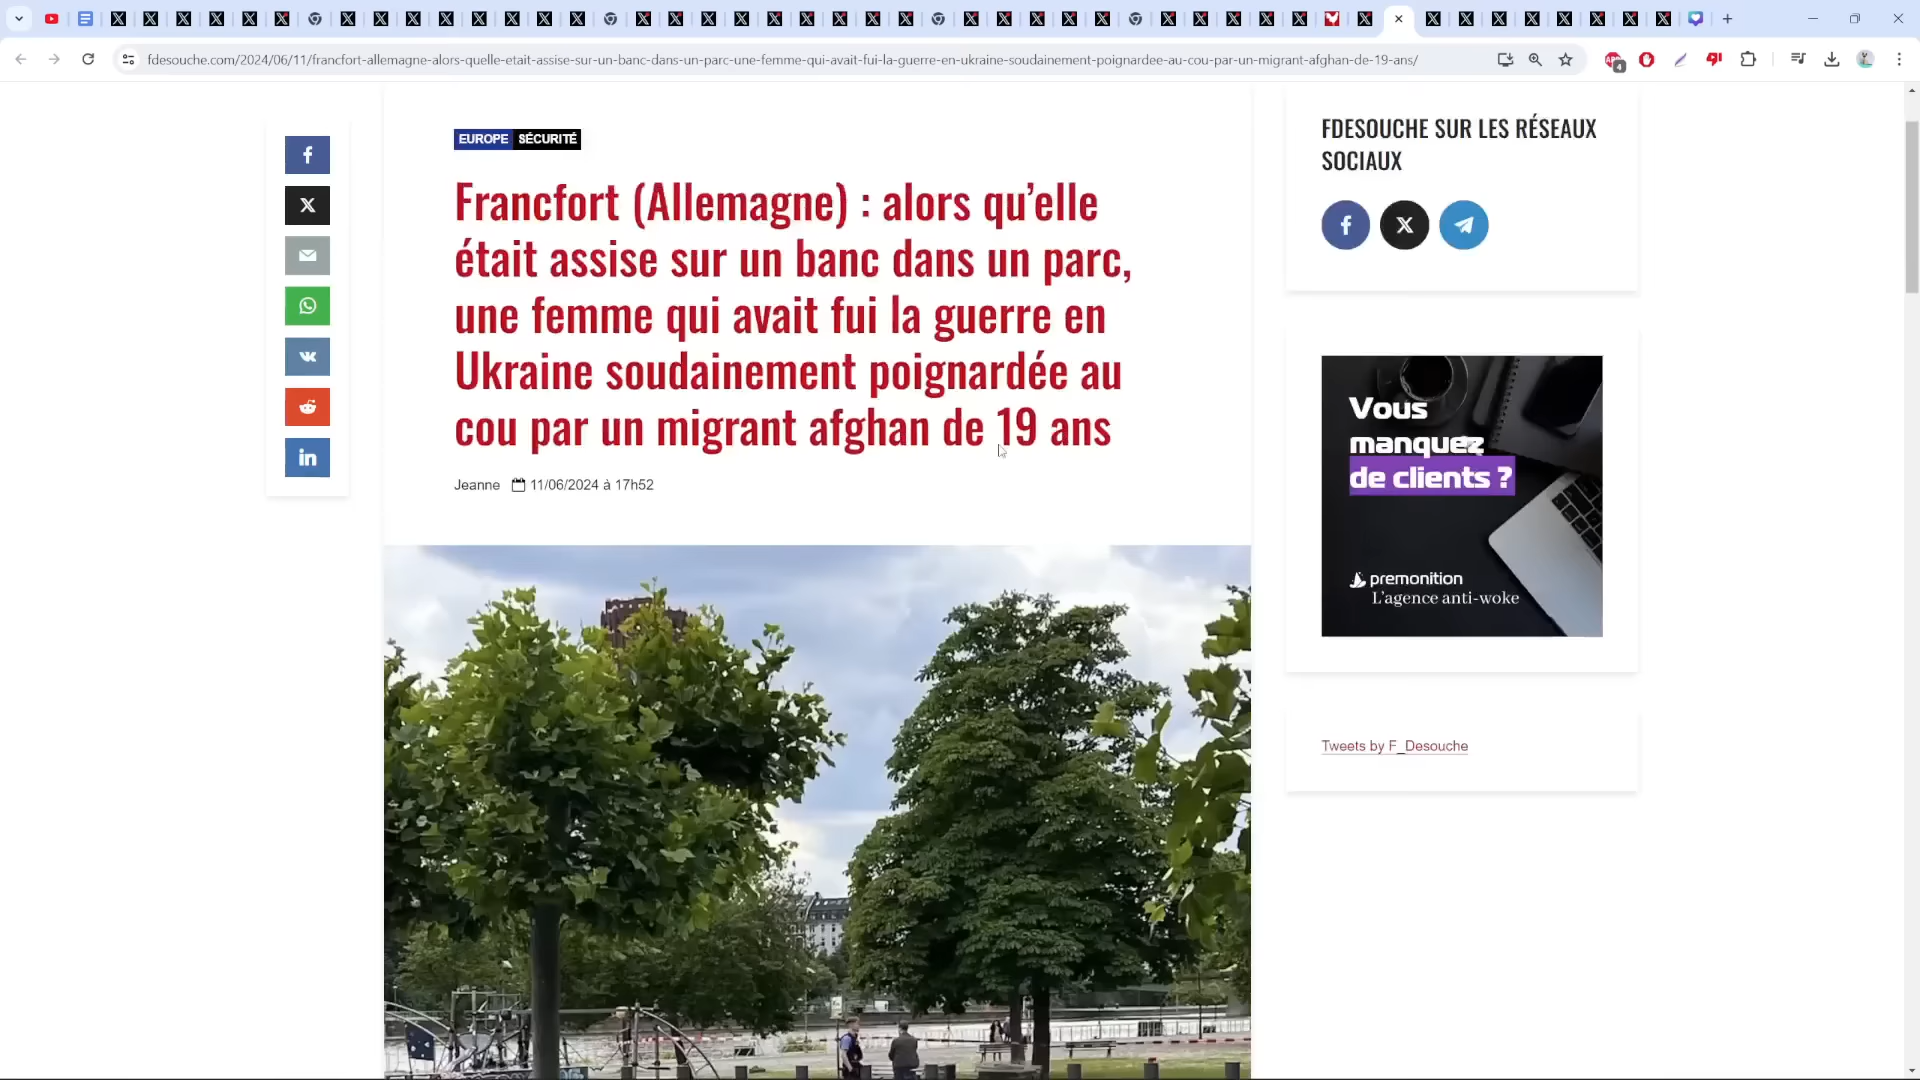 fdesouche.com/2024/06/11/francfort-allemagne-alors-quelle-etait-assise-sur-un-banc-dans-un-parc-une-femme-qui-avait-fui-la-guerre-en-ukraine-soudainement-poignardee-au-cou-par-un-migrant-afghan-de-19-ans/
4
EUROPE SÉCURITÉ
Francfort (Allemagne) : alors qu’elle
était assise sur un banc dans un parc,
une femme qui avait fui la guerre en
Ukraine soudainement poignardée au
cou par un migrant afghan de 19 ans
Jeanne 11/06/2024 à 17h52
FDESOUCHE SUR LES RÉSEAUX
SOCIAUX
Vous
manquez
de clients ?
premonition
L'agence anti-woke
Tweets by F_Desouche